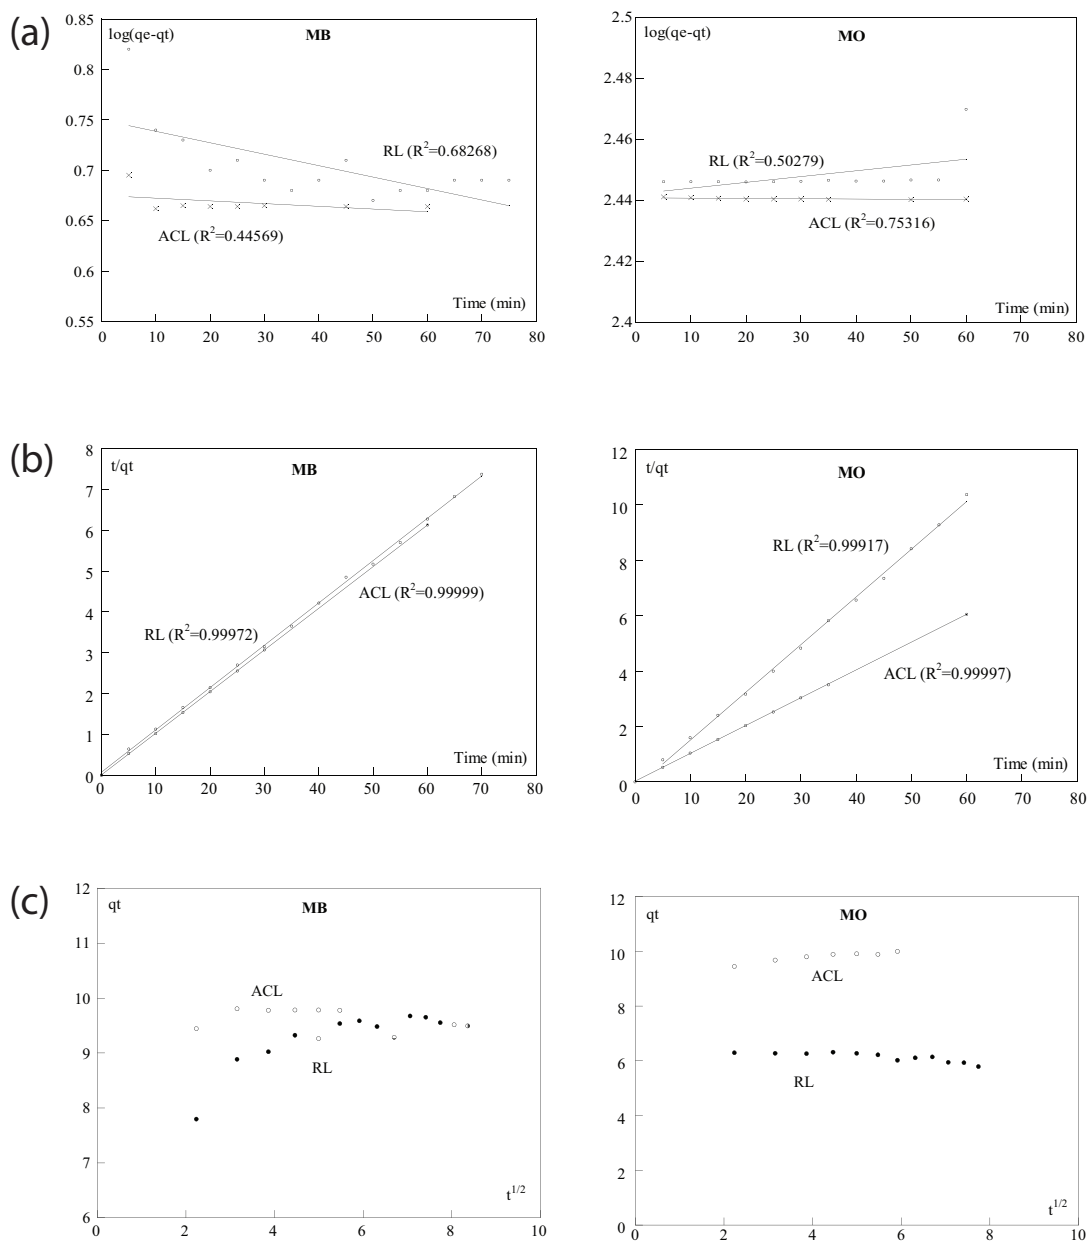 (a)
log(qe-qt)
MB
0.85
0.8
0.75
0.7
0.65
0.6
0.55
RL (R²=0.68268)
ACL (R²=0.44569)
Time (min)
10 20 30 40 50 60 70 80
log(qe-qt)
MO
2.5
2.48
2.46
2.44
2.42
2.4
RL (R²=0.50279)
ACL (R²=0.75316)
Time (min)
0 10 20 30 40 50 60 70 80
(b)
t/qt
MB
8
7
6
5
4
3
2
1
0
ACL (R²=0.99999)
RL (R²=0.99972)
Time (min)
0 10 20 30 40 50 60 70 80
t/qt
MO
12
10
8
6
4
2
0
RL (R²=0.99917)
ACL (R²=0.99997)
Time (min)
0 10 20 30 40 50 60 70 80
(c)
qt
MB
12
11
10
9
8
7
6
ACL
RL
t¹/²
0 2 4 6 8 10
qt
MO
12
10
8
6
4
2
0
ACL
RL
t¹/²
0 2 4 6 8 10